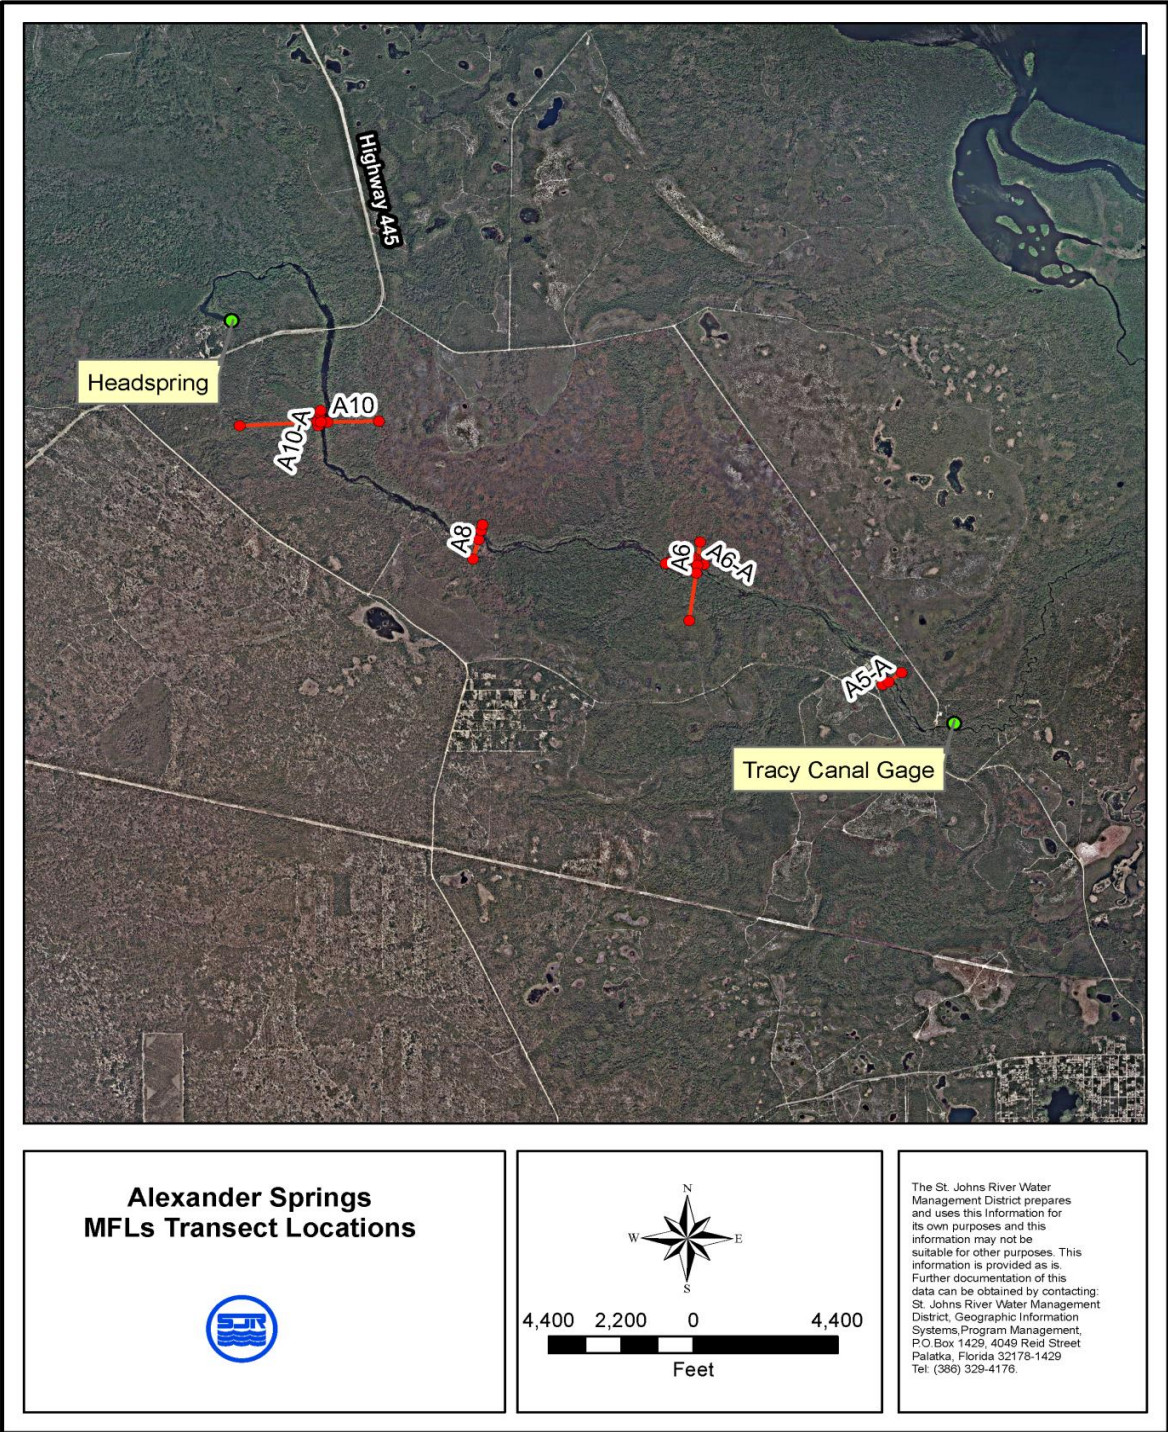 Highway 445
Headspring
A10-A
A10
A8
A6
A6-A
A5-A
Tracy Canal Gage
Alexander Springs
MFLs Transect Locations
SJR
N
W
E
S
4,400 2,200 0 4,400
Feet
The St. Johns River Water
Management District prepares
and uses this Information for
its own purposes and this
information may not be
suitable for other purposes. This
information is provided as is.
Further documentation of this
data can be obtained by contacting:
St. Johns River Water Management
District, Geographic Information
Systems,Program Management,
P.O.Box 1429, 4049 Reid Street
Palatka, Florida 32178-1429
Tel: (386) 329-4176.